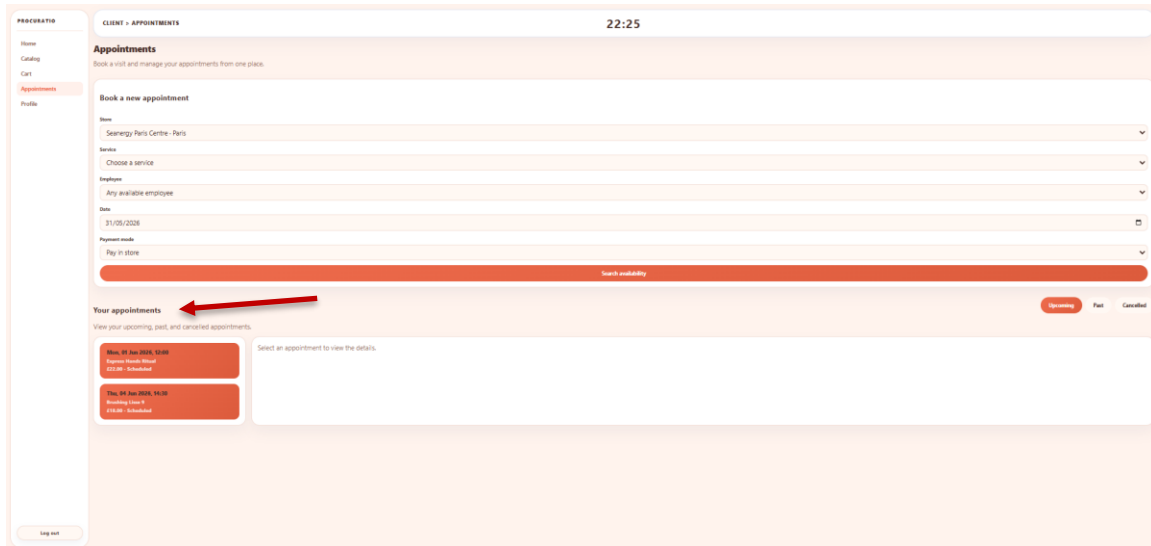 PROCURATIO
Home
Catalog
Cart
Appointments
Profile
Log out
CLIENT > APPOINTMENTS
22:25
Appointments
Book a visit and manage your appointments from one place.
Book a new appointment
Store
Seanergy Paris Centre - Paris
Service
Choose a service
Employee
Any available employee
Date
31/05/2026
Payment mode
Pay in store
Search availability
Your appointments
Upcoming
Past
Cancelled
View your upcoming, past, and cancelled appointments.
Mon, 01 Jun 2026, 12:00
Express Hands Ritual
- Scheduled
Thu, 04 Jun 2026, 14:30
Brushing
- Scheduled
Select an appointment to view the details.